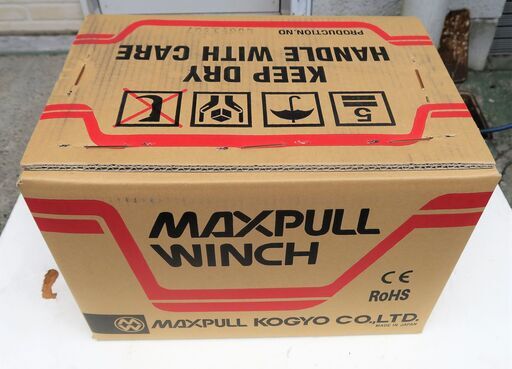 PRODUCTION.NO
HANDLE WITH CARE
KEEP DRY
5
MAXPULL
WINCH
CE
RoHS
MAXPULL KOGYO CO.,LTD.
MADE IN JAPAN